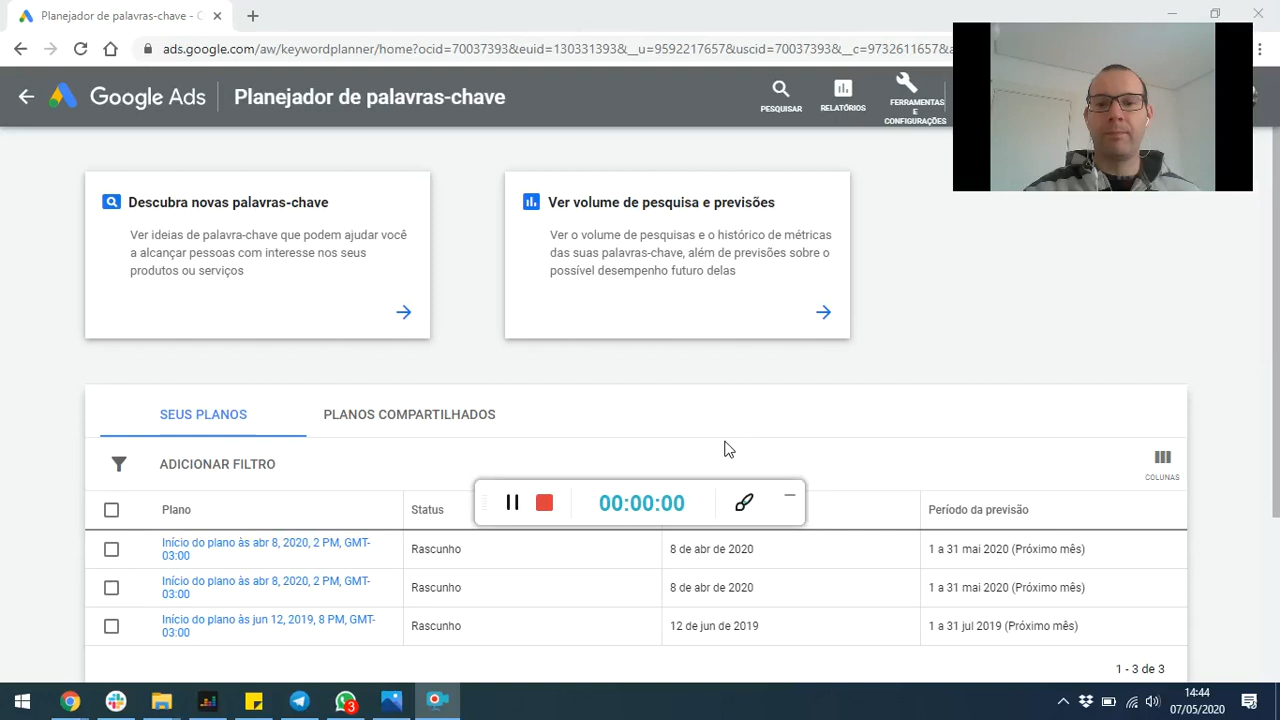 Planejador de palavras-chave - G
ads.google.com/aw/keywordplanner/home?ocid=70037393&euid=130331393&__u=9592217657&uscid=70037393&__c=9732611657&a
Google Ads
Planejador de palavras-chave
PESQUISAR
RELATÓRIOS
FERRAMENTAS
E
CONFIGURAÇÕES
Descubra novas palavras-chave
Ver ideias de palavra-chave que podem ajudar você
a alcançar pessoas com interesse nos seus
produtos ou serviços
Ver volume de pesquisa e previsões
Ver o volume de pesquisas e o histórico de métricas
das suas palavras-chave, além de previsões sobre o
possível desempenho futuro delas
SEUS PLANOS
PLANOS COMPARTILHADOS
ADICIONAR FILTRO
COLUNAS
00:00:00
Plano
Status
Período da previsão
Início do plano às abr 8, 2020, 2 PM, GMT-
03:00
Rascunho
8 de abr de 2020
1 a 31 mai 2020 (Próximo mês)
Início do plano às abr 8, 2020, 2 PM, GMT-
03:00
Rascunho
8 de abr de 2020
1 a 31 mai 2020 (Próximo mês)
Início do plano às jun 12, 2019, 8 PM, GMT-
03:00
Rascunho
12 de jun de 2019
1 a 31 jul 2019 (Próximo mês)
1 - 3 de 3
3
14:44
07/05/2020